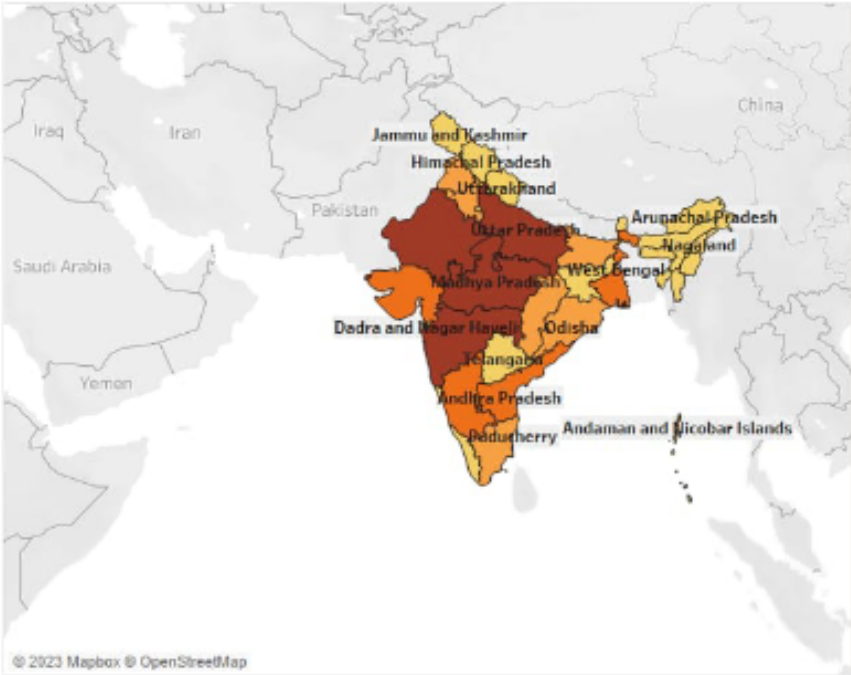 China
Jammu and Kashmir
Iraq
Iran
Himachal Pradesh
Uttarakhand
Pakistan
Arunachal Pradesh
Uttar Pradesh
Nagaland
Saudi Arabia
West Bengal
Madhya Pradesh
Dadra and Nagar Haveli
Odisha
Telangana
Yemen
Andhra Pradesh
Andaman and Nicobar Islands
Puducherry
© 2023 Mapbox © OpenStreetMap